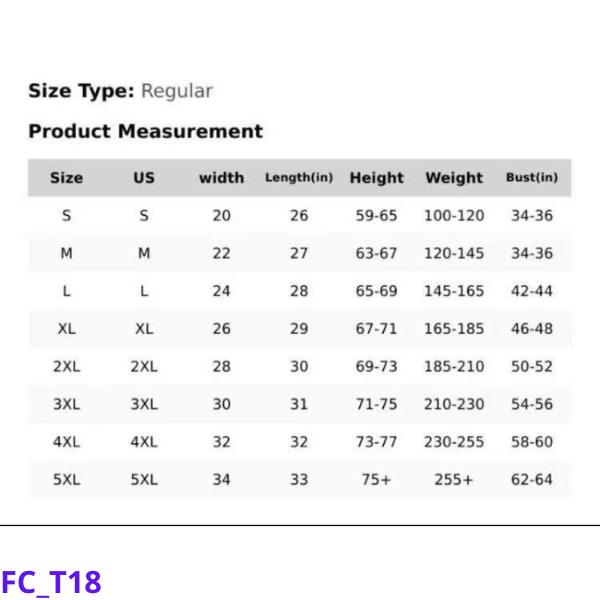 Size Type: Regular
Product Measurement
Size US width Length(in) Height Weight Bust(in)
S S 20 26 59-65 100-120 34-36
M M 22 27 63-67 120-145 34-36
L L 24 28 65-69 145-165 42-44
XL XL 26 29 67-71 165-185 46-48
2XL 2XL 28 30 69-73 185-210 50-52
3XL 3XL 30 31 71-75 210-230 54-56
4XL 4XL 32 32 73-77 230-255 58-60
5XL 5XL 34 33 75+ 255+ 62-64
FC_T18